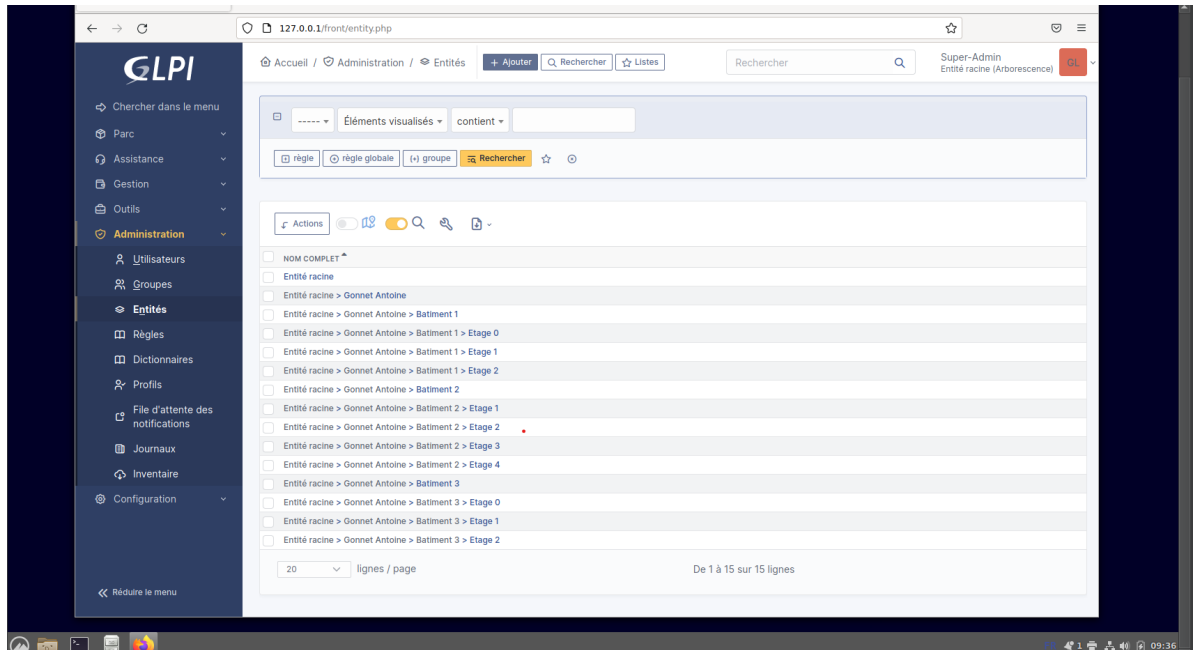 127.0.0.1/front/entity.php
GLPI
Accueil / Administration / Entités
+ Ajouter
Rechercher
Listes
Rechercher
Super-Admin
Entité racine (Arborescence)
GL
Chercher dans le menu
Parc
Assistance
Gestion
Outils
Administration
Utilisateurs
Groupes
Entités
Règles
Dictionnaires
Profils
File d'attente des
notifications
Journaux
Inventaire
Configuration
Réduire le menu
-----
Éléments visualisés
contient
règle
règle globale
(+) groupe
Rechercher
Actions
NOM COMPLET
Entité racine
Entité racine > Gonnet Antoine
Entité racine > Gonnet Antoine > Batiment 1
Entité racine > Gonnet Antoine > Batiment 1 > Etage 0
Entité racine > Gonnet Antoine > Batiment 1 > Etage 1
Entité racine > Gonnet Antoine > Batiment 1 > Etage 2
Entité racine > Gonnet Antoine > Batiment 2
Entité racine > Gonnet Antoine > Batiment 2 > Etage 1
Entité racine > Gonnet Antoine > Batiment 2 > Etage 2
Entité racine > Gonnet Antoine > Batiment 2 > Etage 3
Entité racine > Gonnet Antoine > Batiment 2 > Etage 4
Entité racine > Gonnet Antoine > Batiment 3
Entité racine > Gonnet Antoine > Batiment 3 > Etage 0
Entité racine > Gonnet Antoine > Batiment 3 > Etage 1
Entité racine > Gonnet Antoine > Batiment 3 > Etage 2
20 lignes / page
De 1 à 15 sur 15 lignes
1
09:36